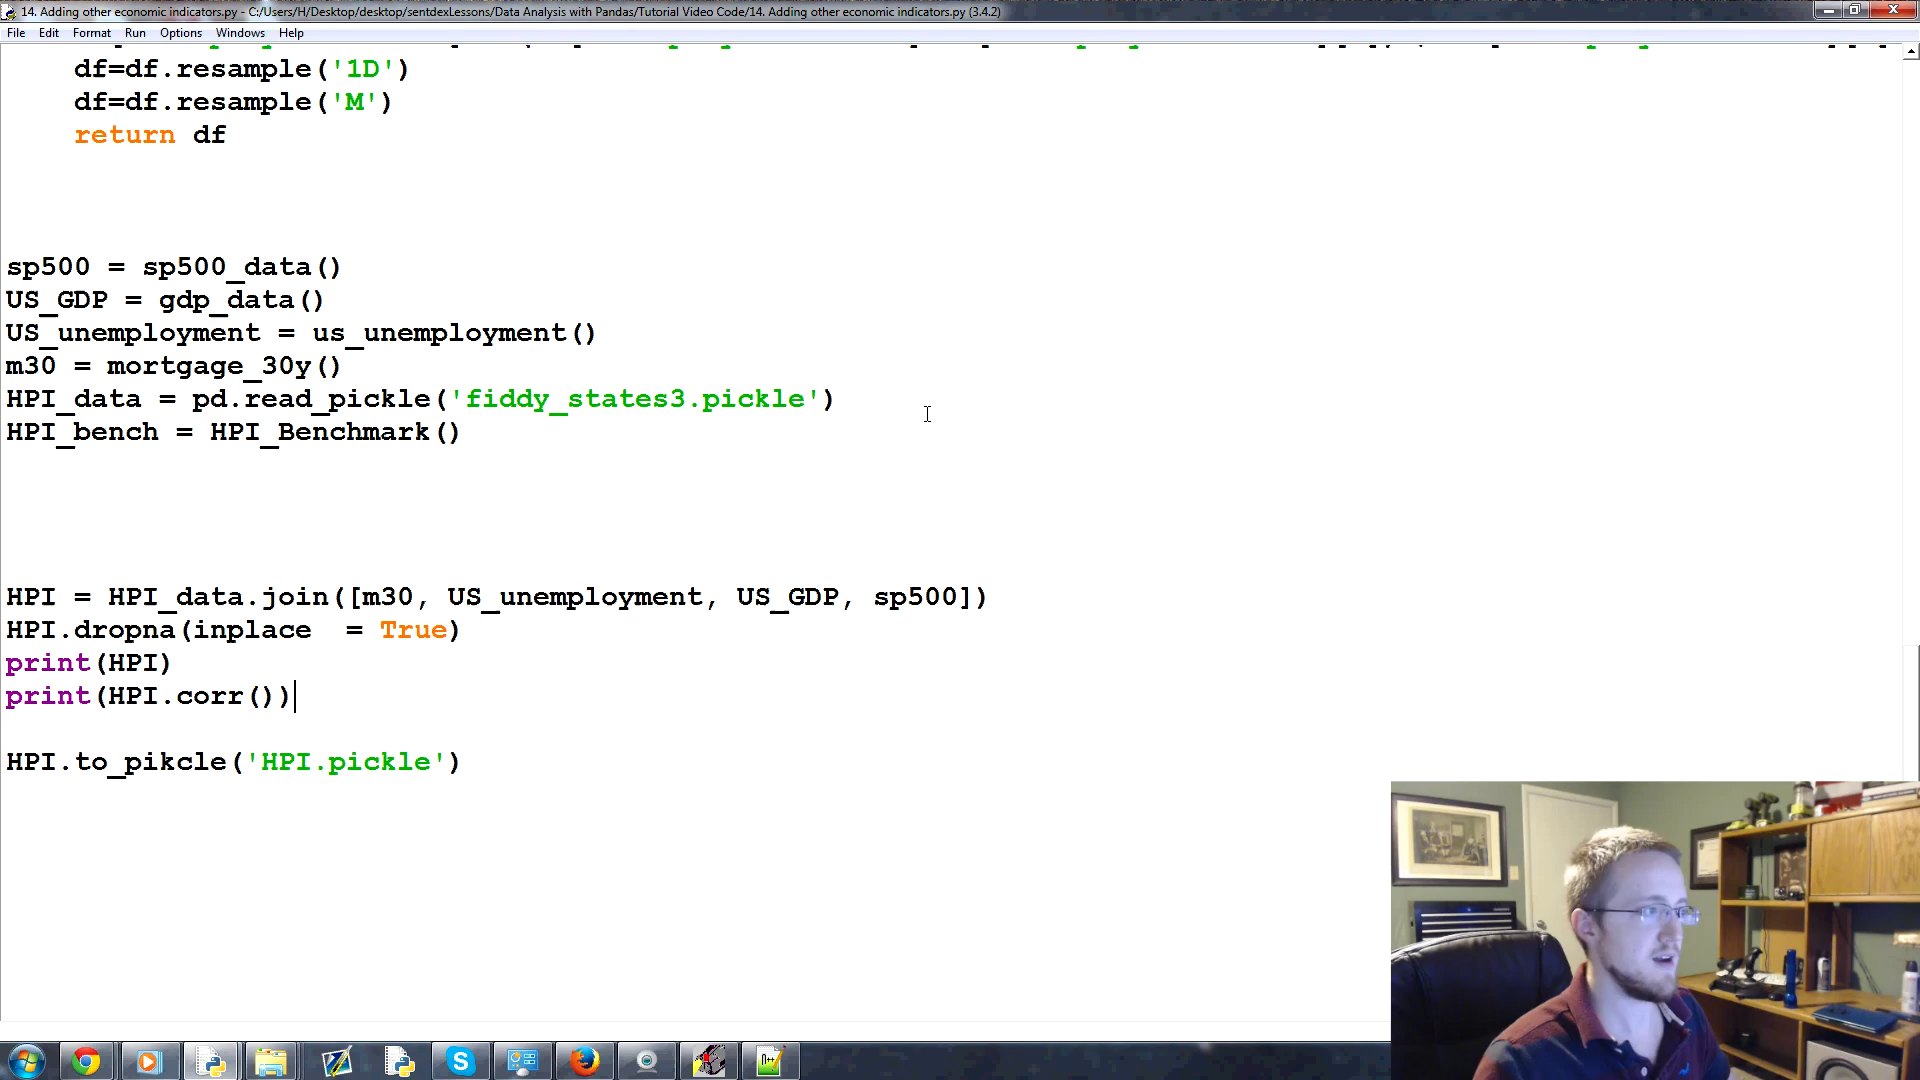 14. Adding other economic indicators.py - C:/Users/H/Desktop/desktop/sentdexLessons/Data Analysis with Pandas/Tutorial Video Code/14. Adding other economic indicators.py (3.4.2)
File Edit Format Run Options Windows Help
df=df.resample('1D')
df=df.resample('M')
return df
sp500 = sp500_data()
US_GDP = gdp_data()
US_unemployment = us_unemployment()
m30 = mortgage_30y()
HPI_data = pd.read_pickle('fiddy_states3.pickle')
HPI_bench = HPI_Benchmark()
HPI = HPI_data.join([m30, US_unemployment, US_GDP, sp500])
HPI.dropna(inplace  = True)
print(HPI)
print(HPI.corr())
HPI.to_pikcle('HPI.pickle')